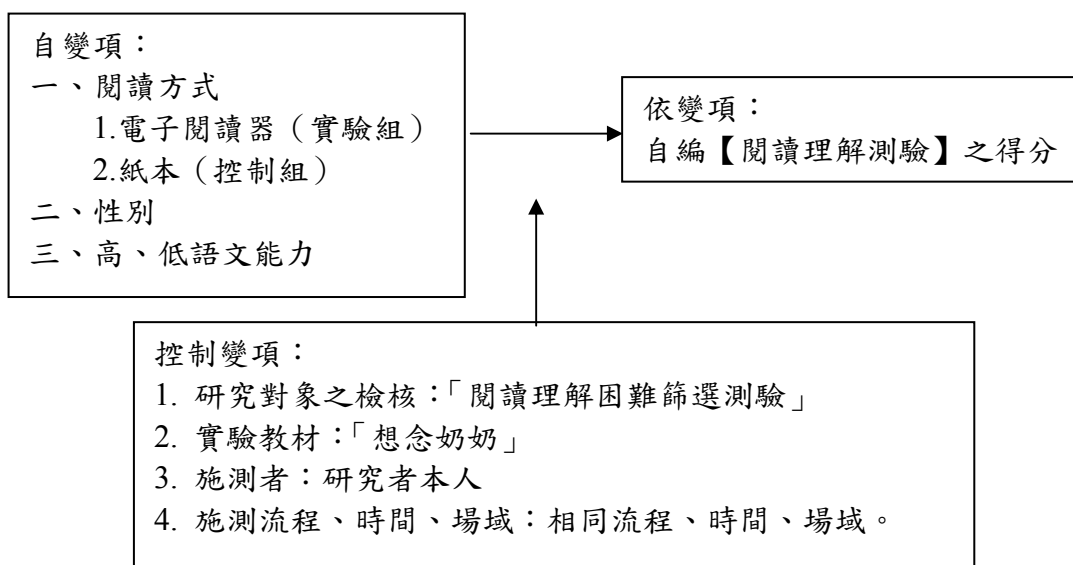 自變項：
一、閱讀方式
1.電子閱讀器（實驗組）
2.紙本（控制組）
二、性別
三、高、低語文能力
依變項：
自編【閱讀理解測驗】之得分
控制變項：
1. 研究對象之檢核：「閱讀理解困難篩選測驗」
2. 實驗教材：「想念奶奶」
3. 施測者：研究者本人
4. 施測流程、時間、場域：相同流程、時間、場域。